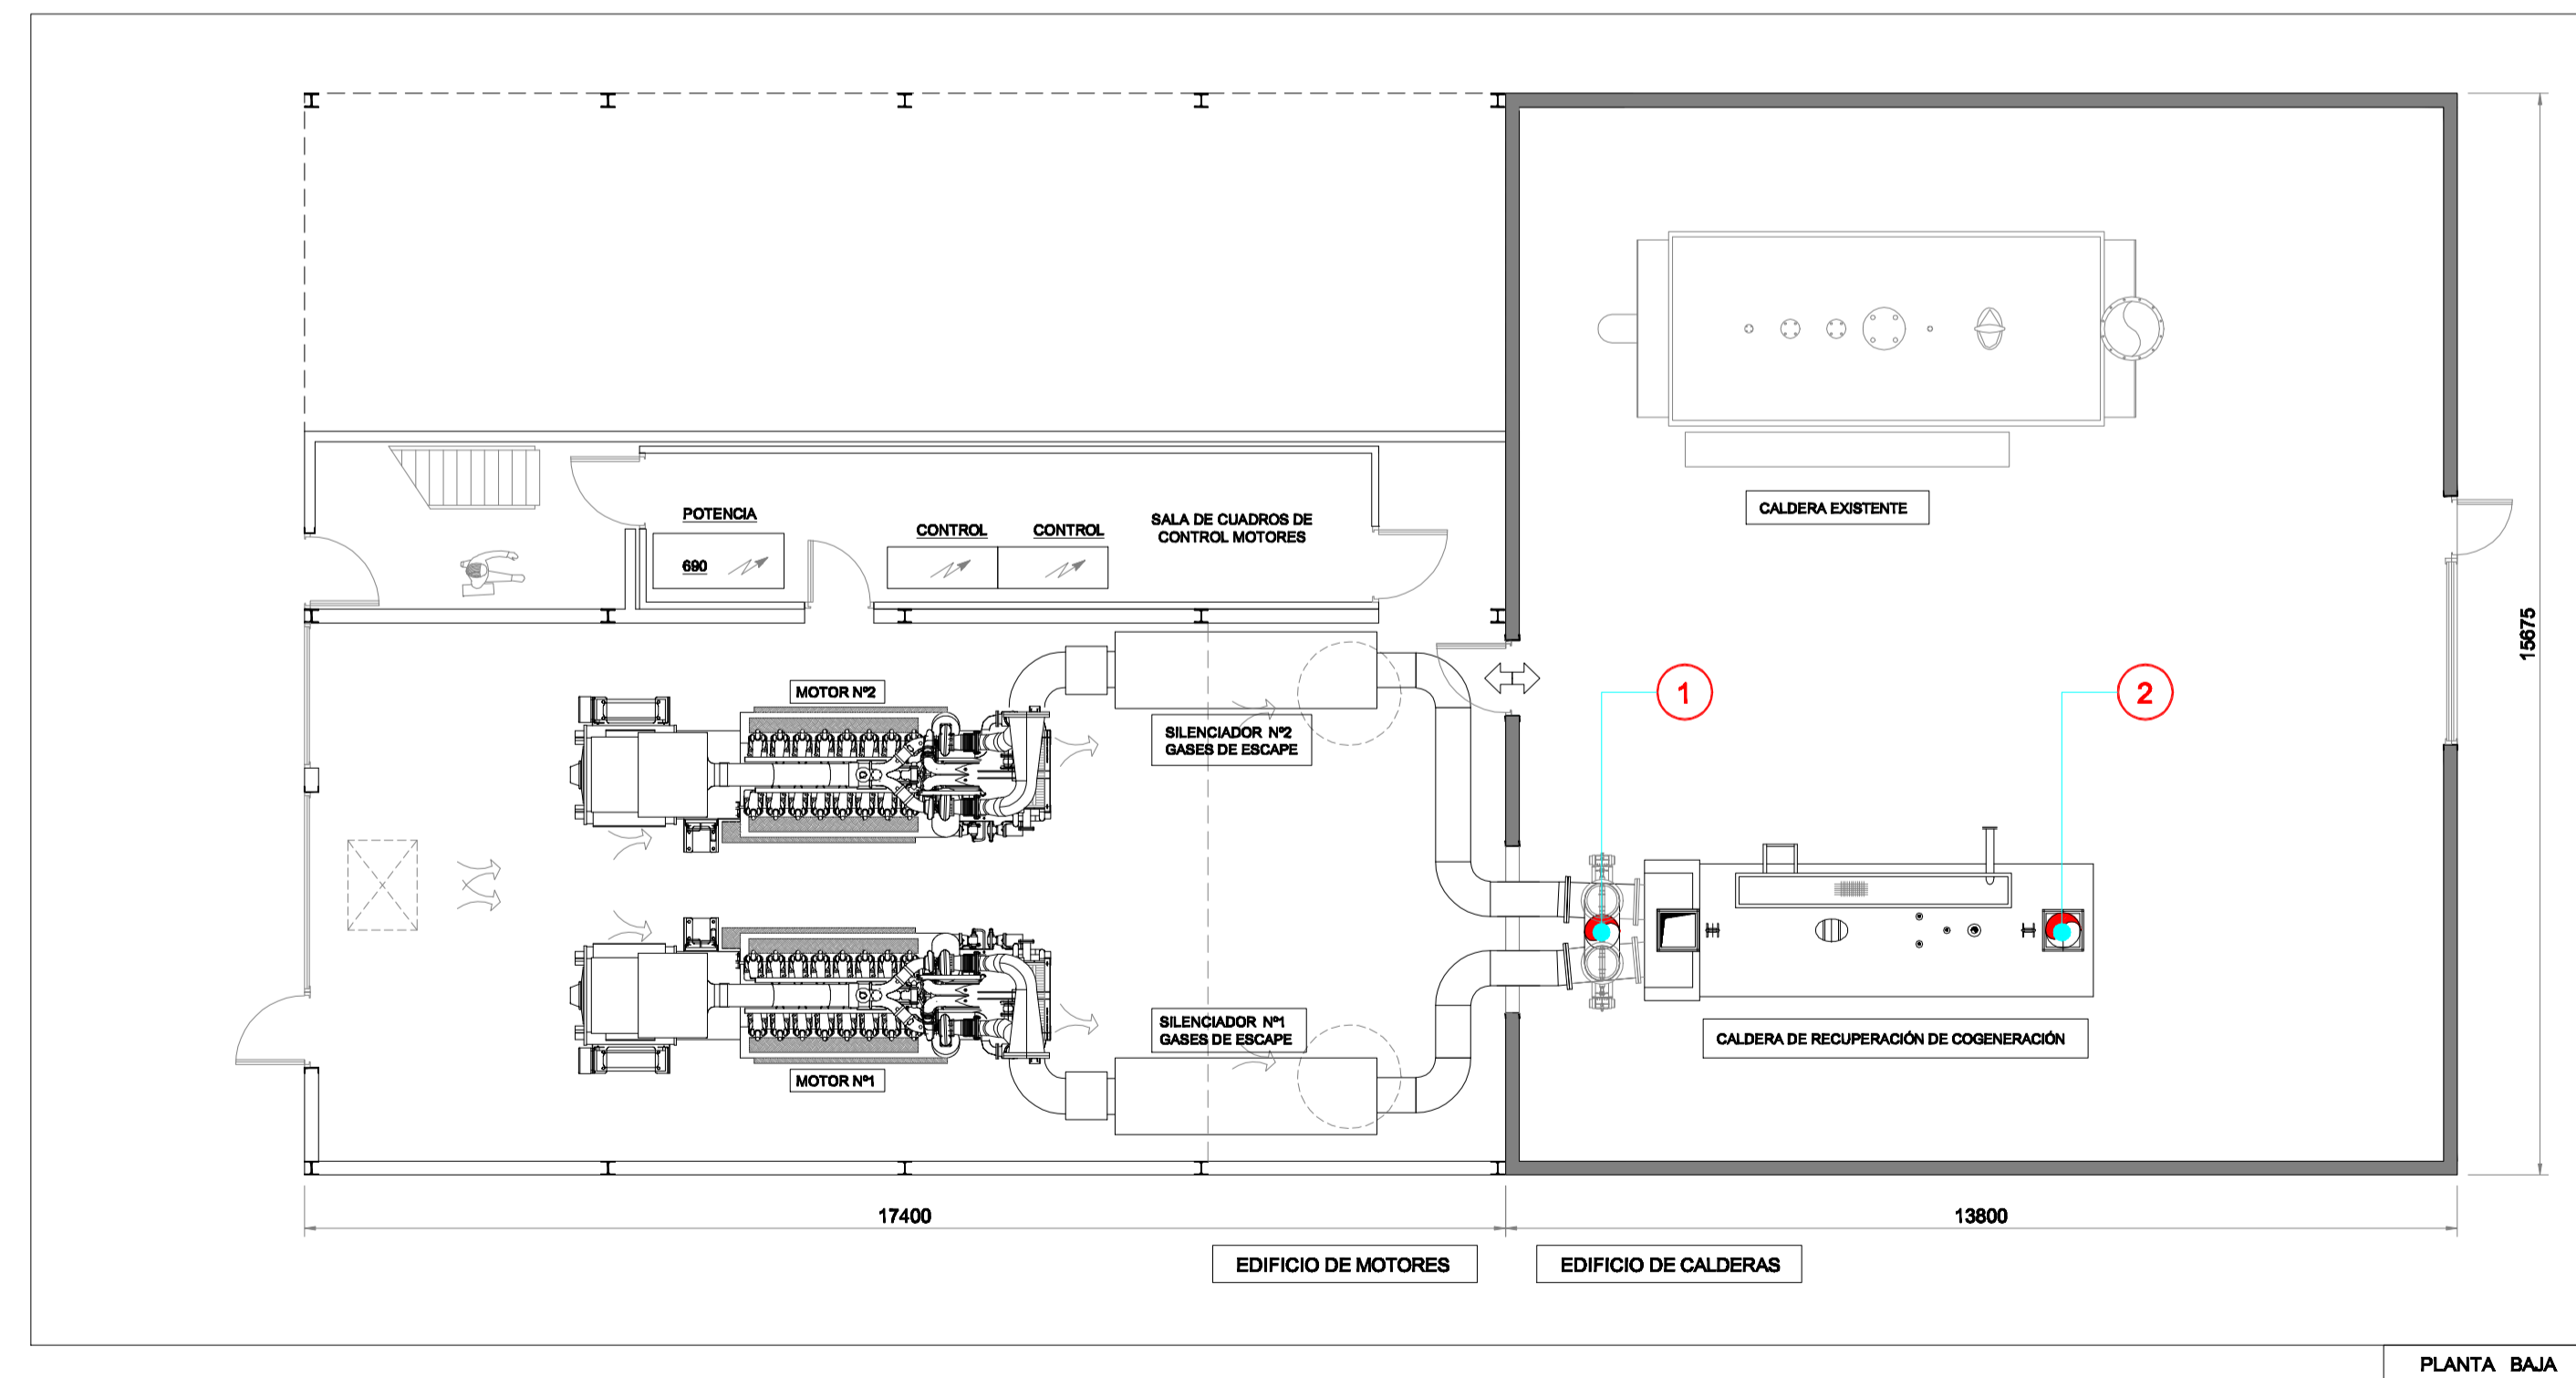 POTENCIA
690
CONTROL
CONTROL
SALA DE CUADROS DE
CONTROL MOTORES
CALDERA EXISTENTE
15675
MOTOR Nº2
SILENCIADOR Nº2
GASES DE ESCAPE
1
2
SILENCIADOR Nº1
GASES DE ESCAPE
CALDERA DE RECUPERACIÓN DE COGENERACIÓN
MOTOR Nº1
17400
13800
EDIFICIO DE MOTORES
EDIFICIO DE CALDERAS
PLANTA BAJA